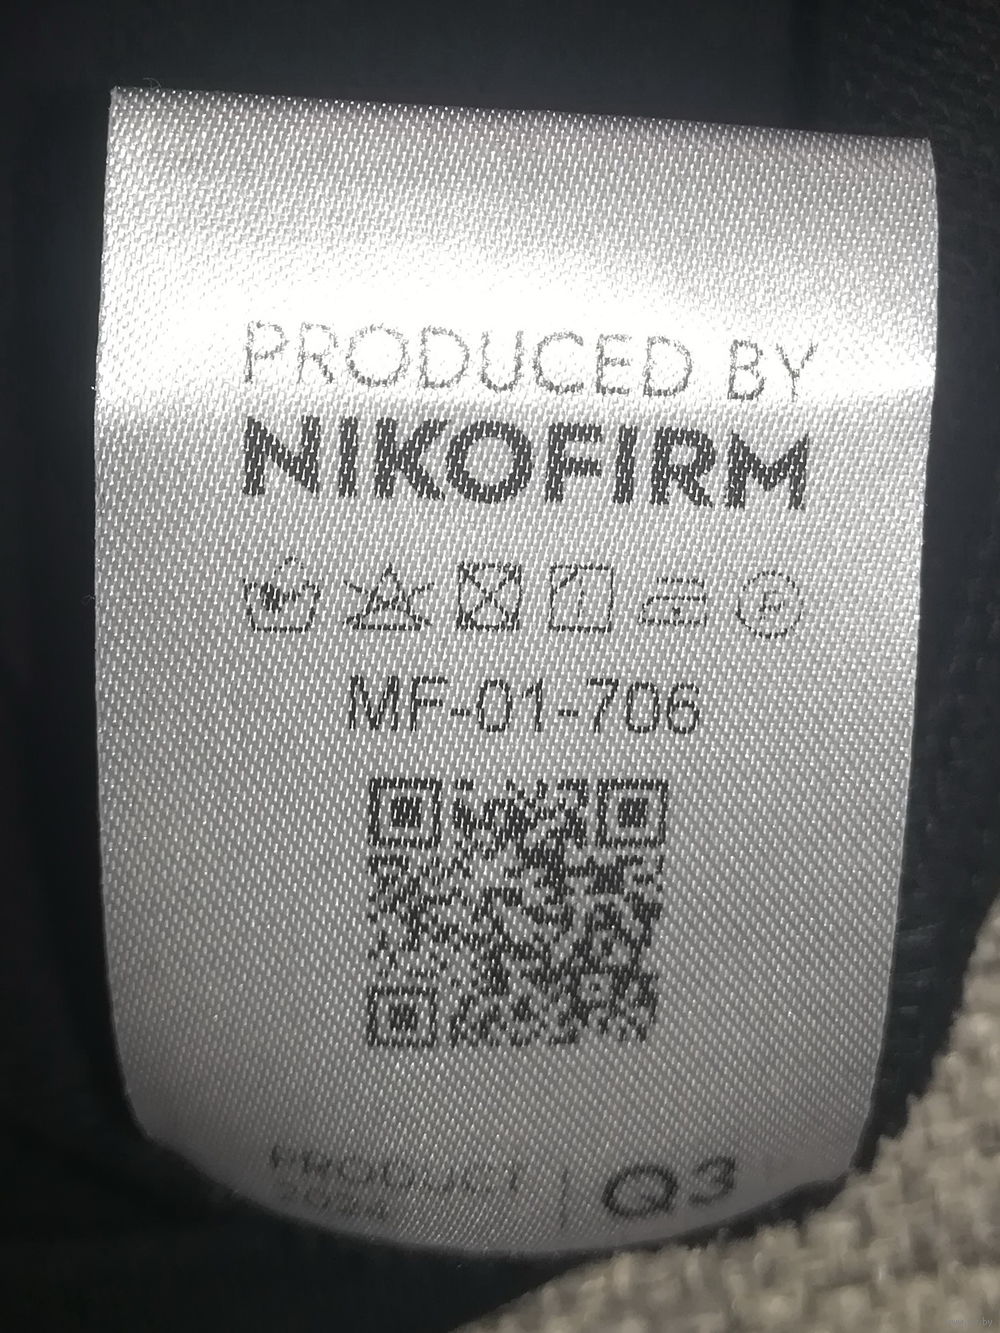 PRODUCED BY
NIKOFIRM
P
MF-01-706
PRODUCT
Q3